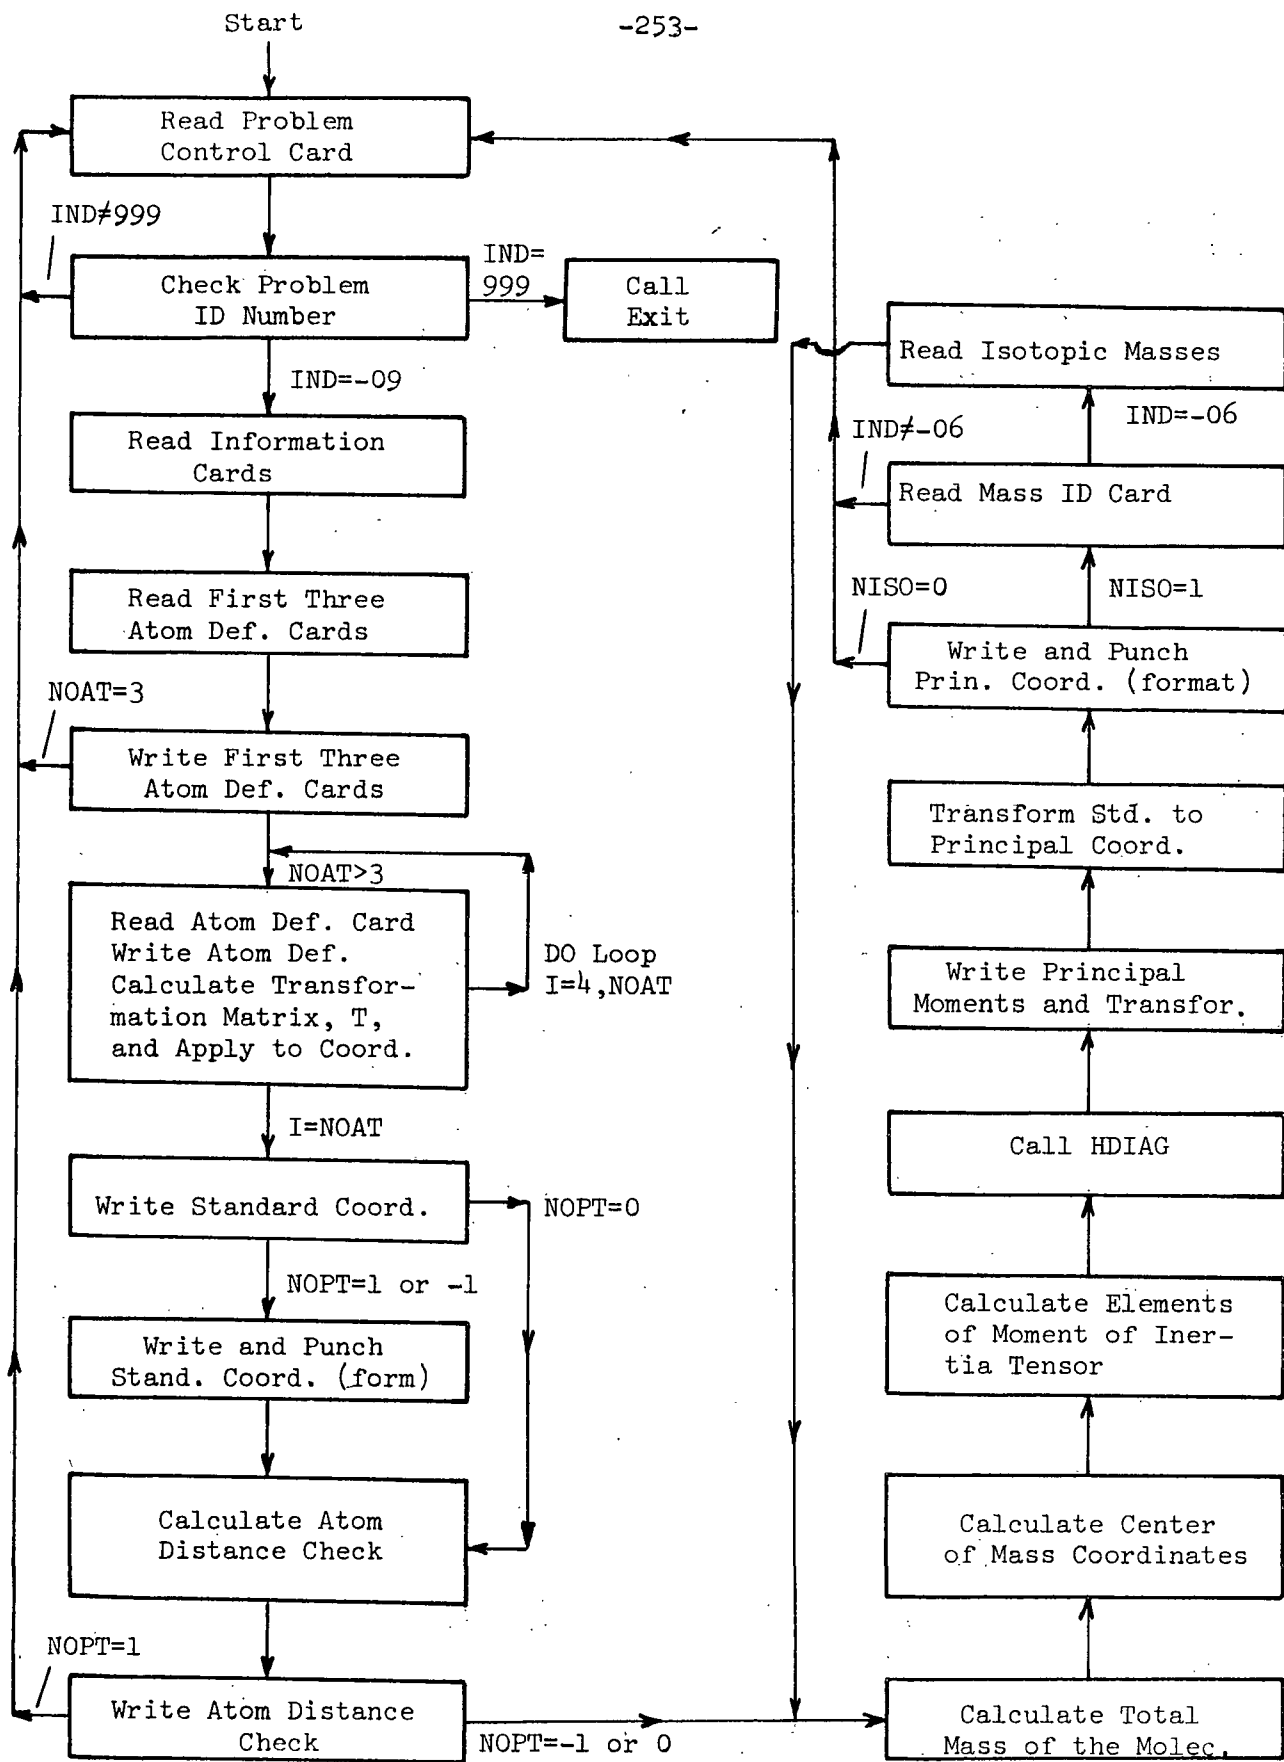 Start
-253-
Read Problem
Control Card
IND≠999
Check Problem
ID Number
IND=
999
Call
Exit
IND=-09
Read Information
Cards
Read First Three
Atom Def. Cards
NOAT=3
Write First Three
Atom Def. Cards
NOAT>3
Read Atom Def. Card
Write Atom Def.
Calculate Transfor-
mation Matrix, T,
and Apply to Coord.
DO Loop
I=4,NOAT
I=NOAT
Write Standard Coord.
NOPT=0
NOPT=1 or -1
Write and Punch
Stand. Coord. (form)
Calculate Atom
Distance Check
NOPT=1
Write Atom Distance
Check
NOPT=-1 or 0
Read Isotopic Masses
IND=-06
IND≠-06
Read Mass ID Card
NISO=0
NISO=1
Write and Punch
Prin. Coord. (format)
Transform Std. to
Principal Coord.
Write Principal
Moments and Transfor.
Call HDIAG
Calculate Elements
of Moment of Iner-
tia Tensor
Calculate Center
of Mass Coordinates
Calculate Total
Mass of the Molec.